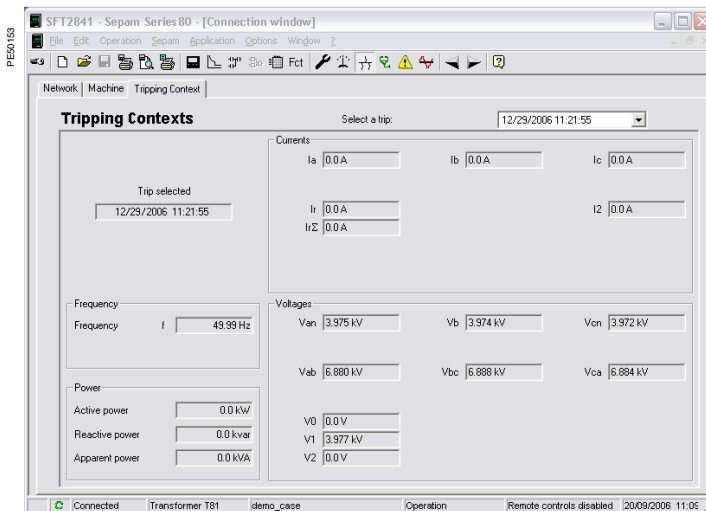 PE50153
SFT2841 - Sepam Series 80 - [Connection window]
File Edit Operation Sepam Application Options Window ?
Fct
Network Machine Tripping Context
Tripping Contexts
Select a trip: 12/29/2006 11:21:55
Trip selected
12/29/2006 11:21:55
Currents
Ia 0.0 A Ib 0.0 A Ic 0.0 A
Ir 0.0 A I2 0.0 A
IrΣ 0.0 A
Frequency
Frequency f 49.99 Hz
Voltages
Van 3.975 kV Vb 3.974 kV Vcn 3.972 kV
Vab 6.880 kV Vbc 6.888 kV Vca 6.884 kV
V0 0.0 V
V1 3.977 kV
V2 0.0 V
Power
Active power 0.0 kW
Reactive power 0.0 kvar
Apparent power 0.0 kVA
Connected Transformer T81 demo_case Operation Remote controls disabled 20/09/2006 11:09